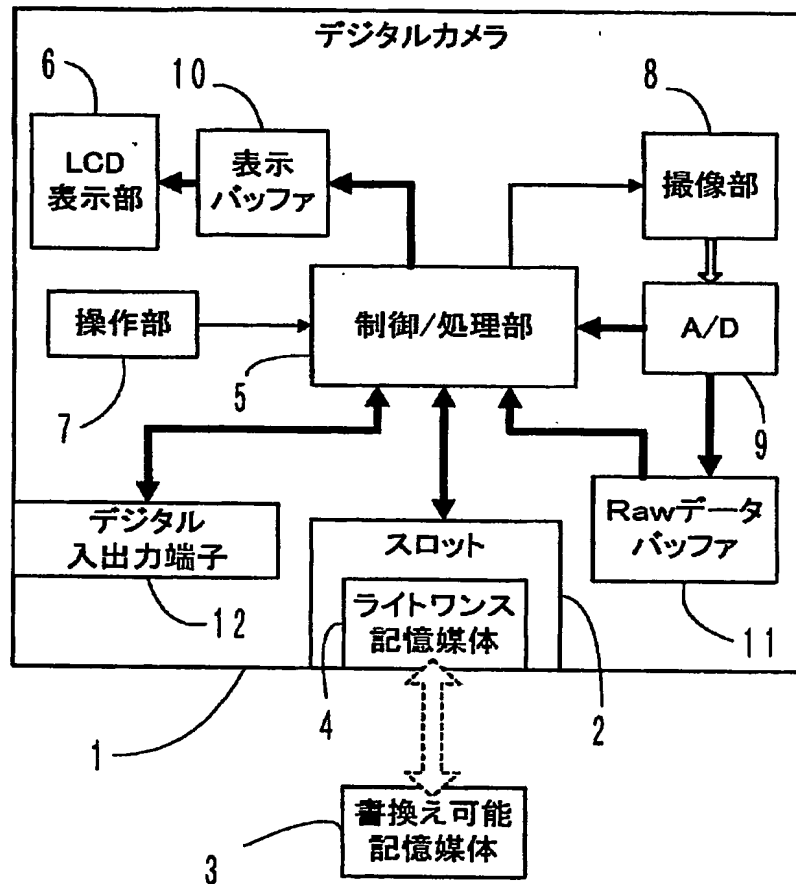 デジタルカメラ
6
10
8
LCD
表示部
表示
バッファ
撮像部
操作部
制御/処理部
A/D
7
5
9
デジタル
入出力端子
スロット
Rawデータ
バッファ
ライトワンス
記憶媒体
12
4
2
11
1
書換え可能
記憶媒体
3